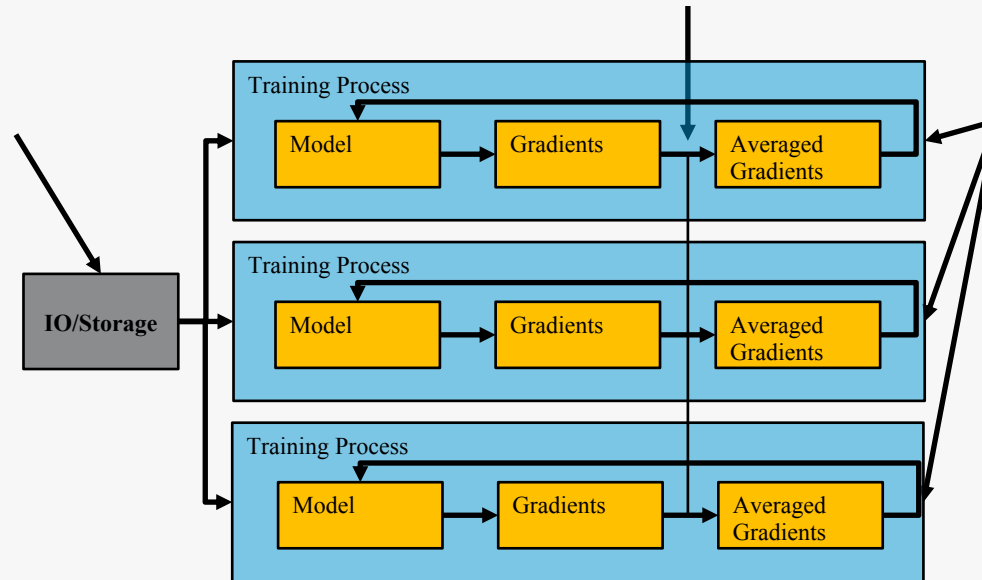 Training Process
Model
Gradients
Averaged
Gradients
IO/Storage
Training Process
Model
Gradients
Averaged
Gradients
Training Process
Model
Gradients
Averaged
Gradients